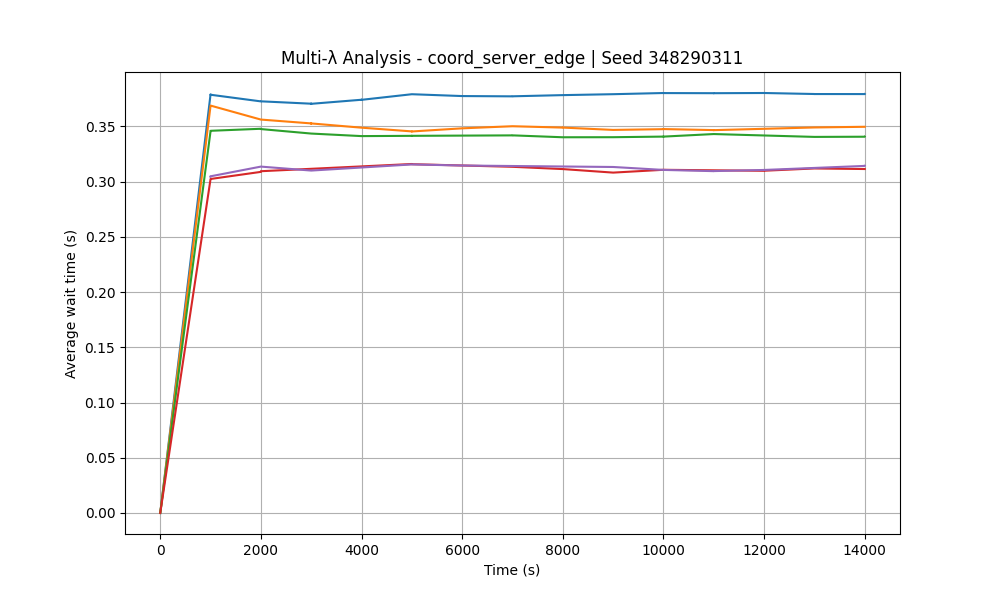 Multi-λ Analysis - coord_server_edge | Seed 348290311
Average wait time (s)
0.35
0.30
0.25
0.20
0.15
0.10
0.05
0.00
0 2000 4000 6000 8000 10000 12000 14000
Time (s)